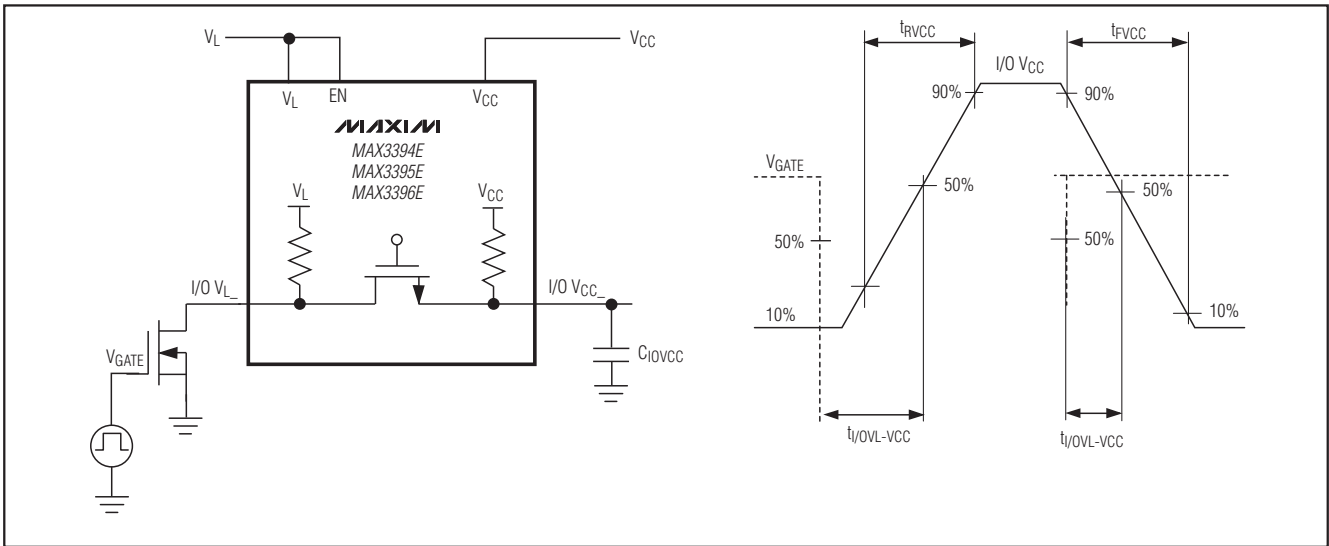 VL
VCC
VL
EN
VCC
MAXIM
MAX3394E
MAX3395E
MAX3396E
VL
VCC
I/O VL_
I/O VCC_
VGATE
CIOVCC
tRVCC
tFVCC
I/O VCC
90%
90%
VGATE
50%
50%
50%
50%
10%
10%
tI/OVL-VCC
tI/OVL-VCC